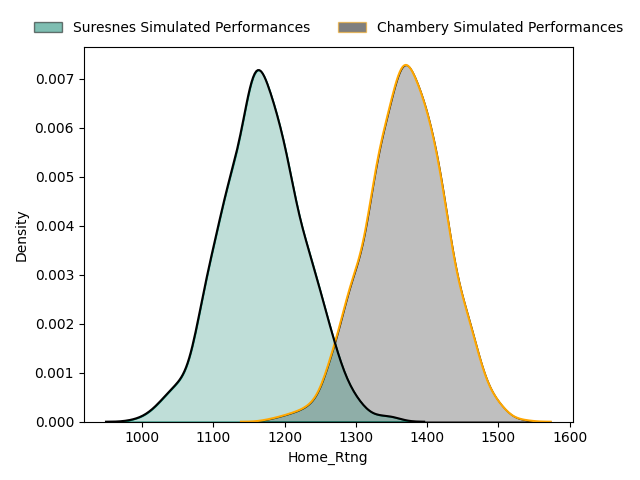 Suresnes Simulated Performances Chambery Simulated Performances
0.007
0.006
0.005
0.004
0.003
0.002
0.001
0.000
Density
1000 1100 1200 1300 1400 1500 1600
Home_Rtng